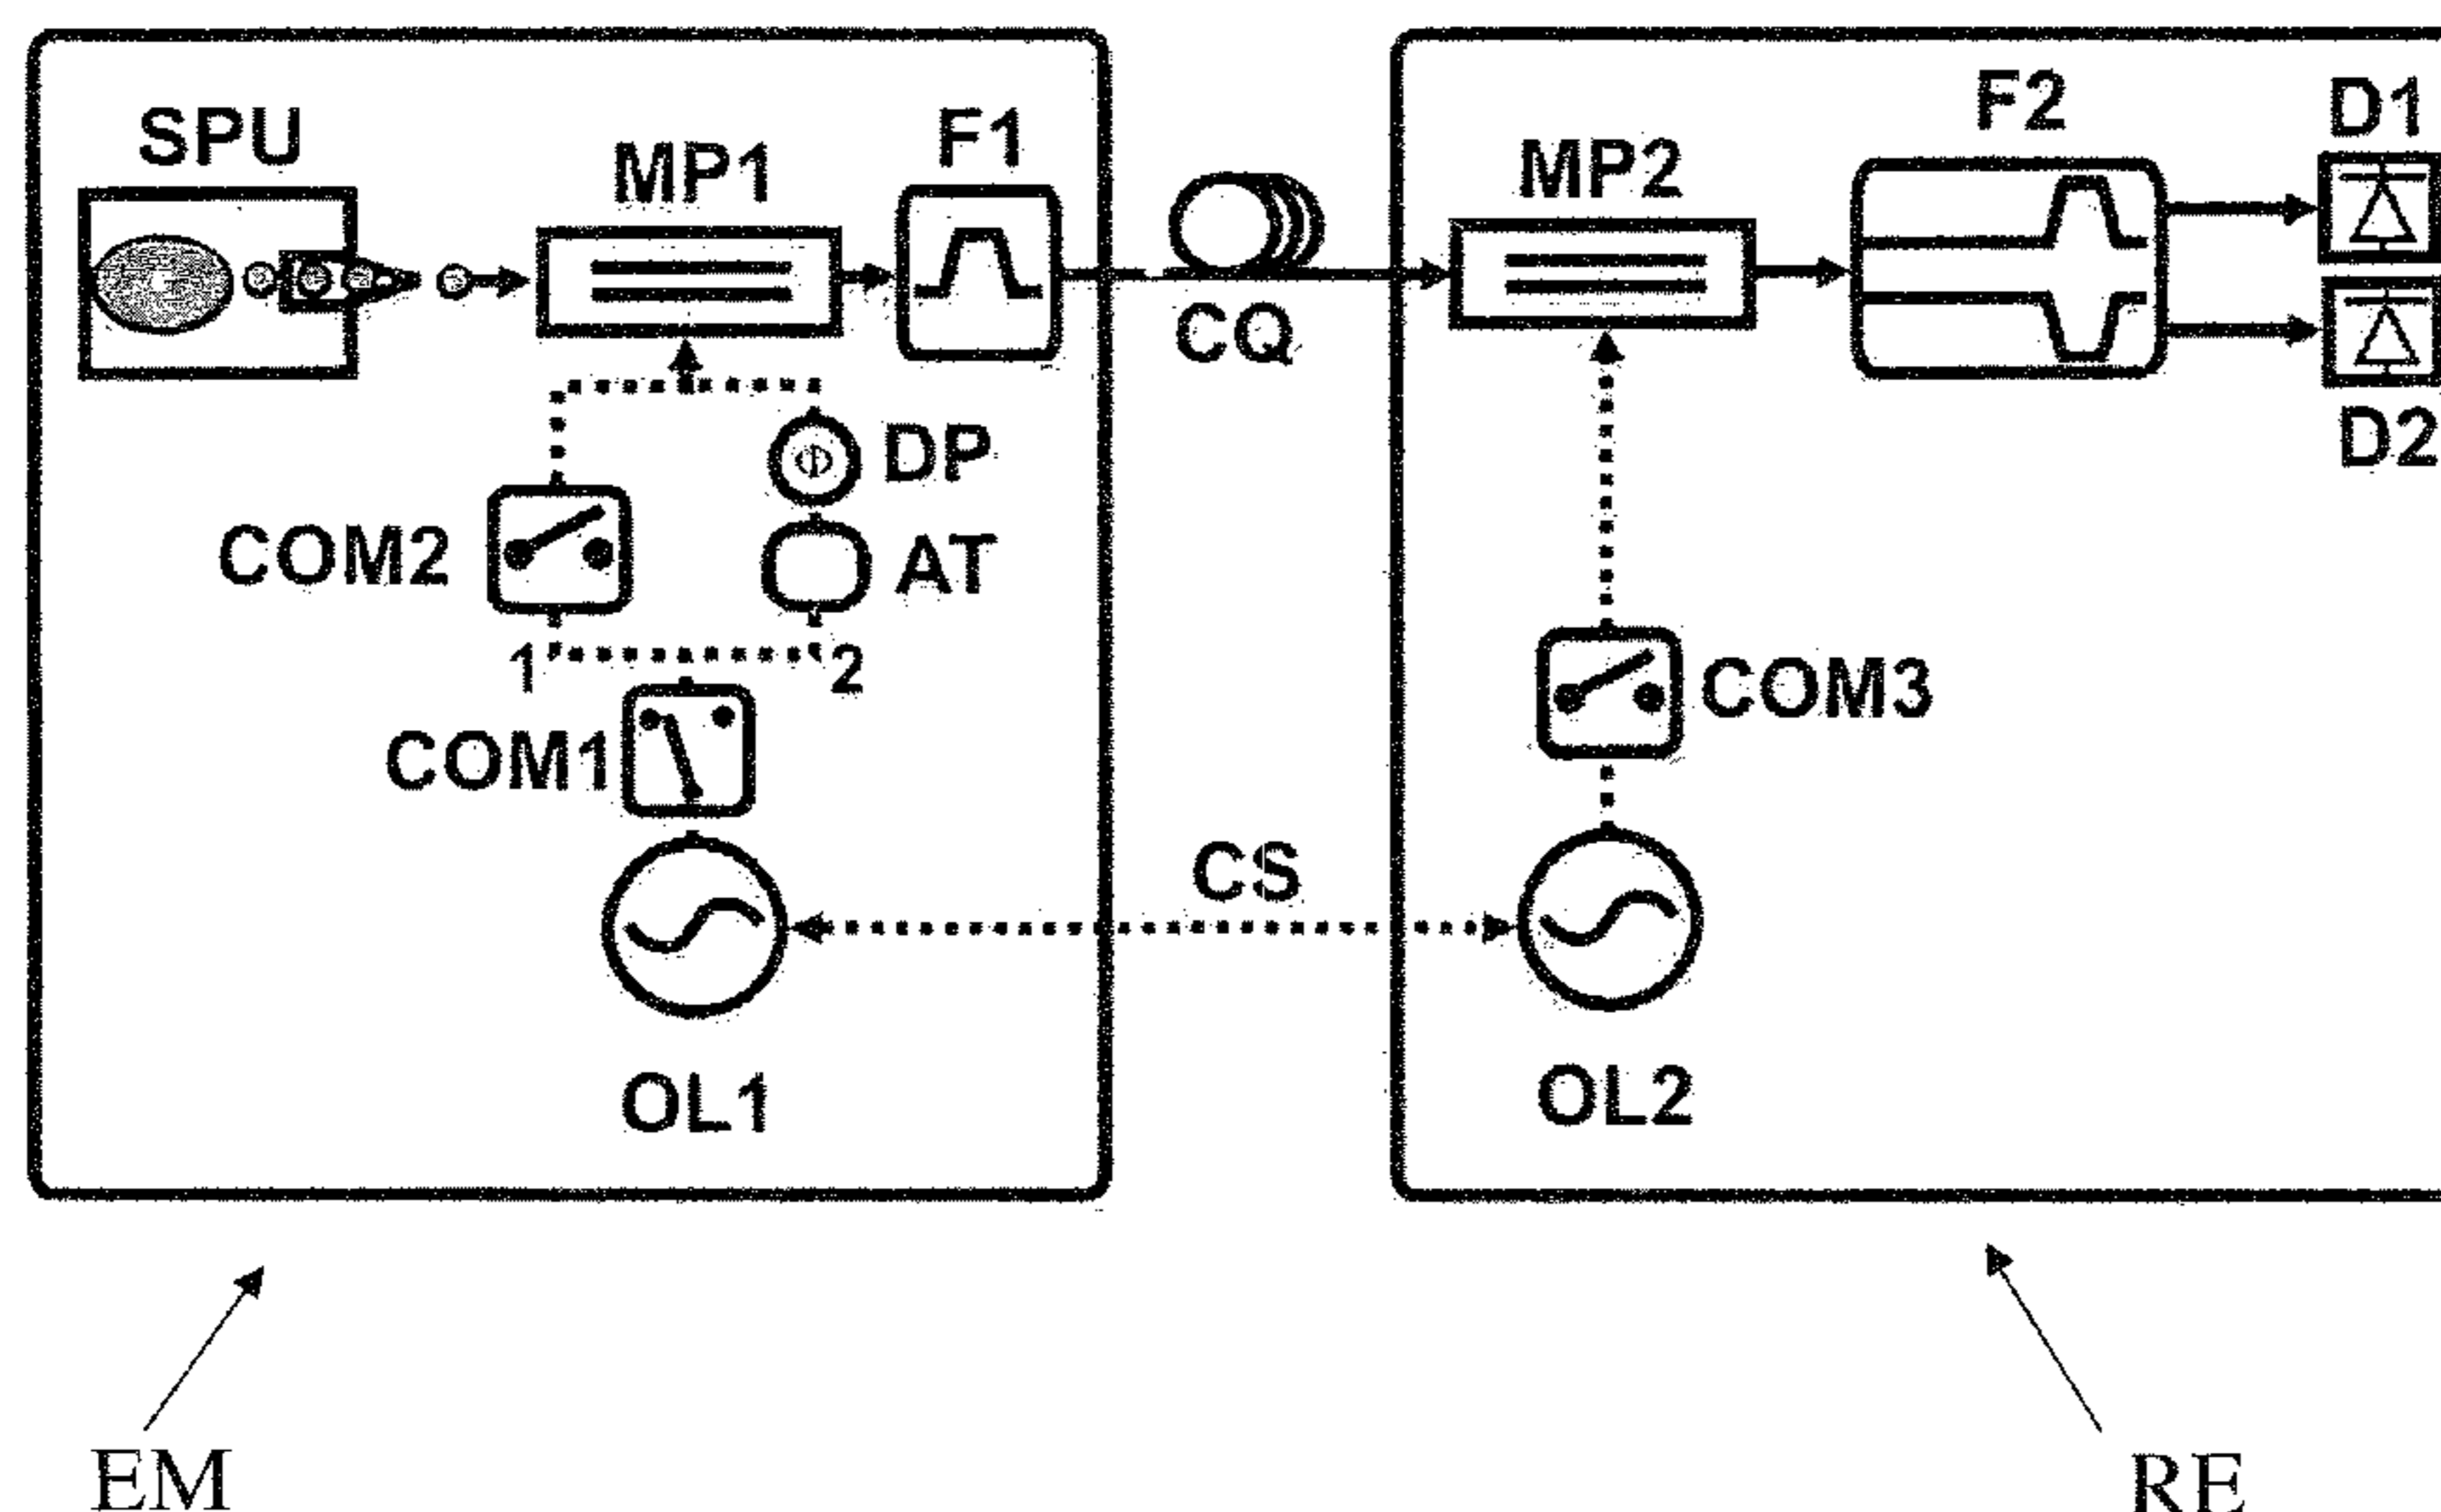 SPU
MP1
F1
CQ
MP2
F2
D1
D2
DP
Φ
COM2
AT
1
2
COM1
COM3
CS
OL1
OL2
EM
RE